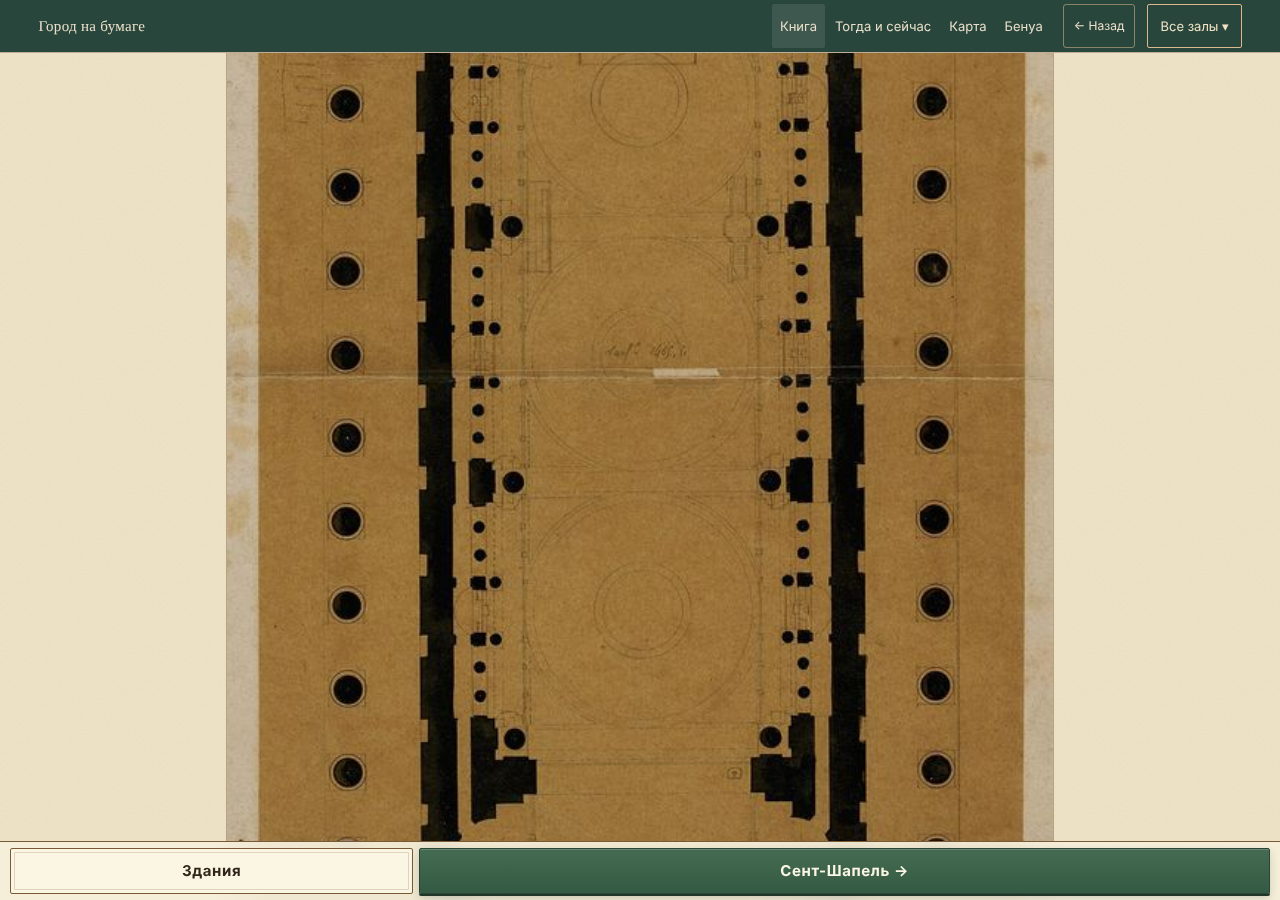 Город на бумаге
Книга
Тогда и сейчас
Карта
Бенуа
← Назад
Все залы ▾
Здания
Сент-Шапель →